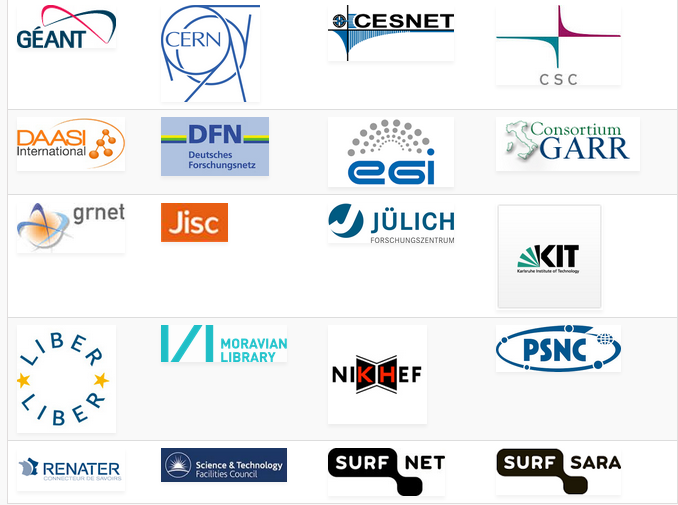 GÉANT
CERN
CESNET
CSC
DAASI
International
DFN
Deutsches
Forschungsnetz
egi
Consortium
GARR
grnet
Jisc
JÜLICH
FORSCHUNGSZENTRUM
KIT
Karlsruhe Institute of Technology
LIBER
LIBER
MORAVIAN
LIBRARY
NIKHEF
PSNC
RENATER
CONNECTEUR DE SAVOIRS
Science & Technology
Facilities Council
SURF NET
SURF SARA